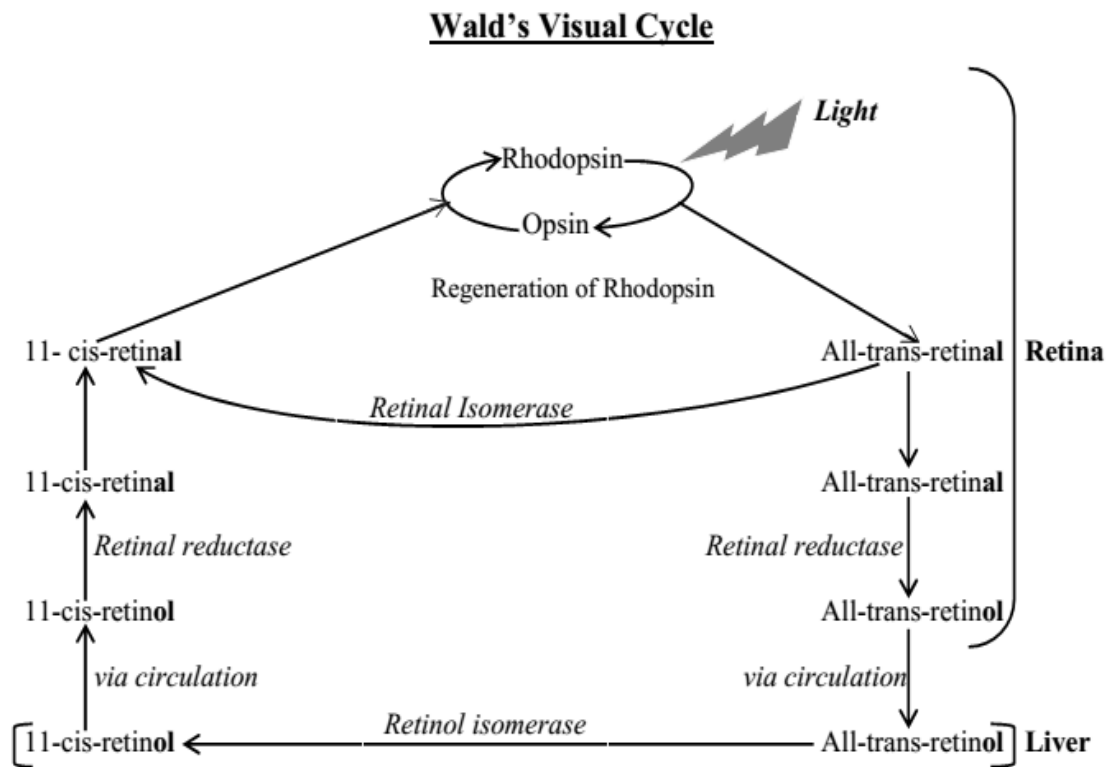 Wald's Visual Cycle
Light
Rhodopsin
Opsin
Regeneration of Rhodopsin
11- cis-retinal
All-trans-retinal
Retina
Retinal Isomerase
11-cis-retinal
All-trans-retinal
Retinal reductase
Retinal reductase
11-cis-retinol
All-trans-retinol
via circulation
via circulation
11-cis-retinol
Retinol isomerase
All-trans-retinol
Liver